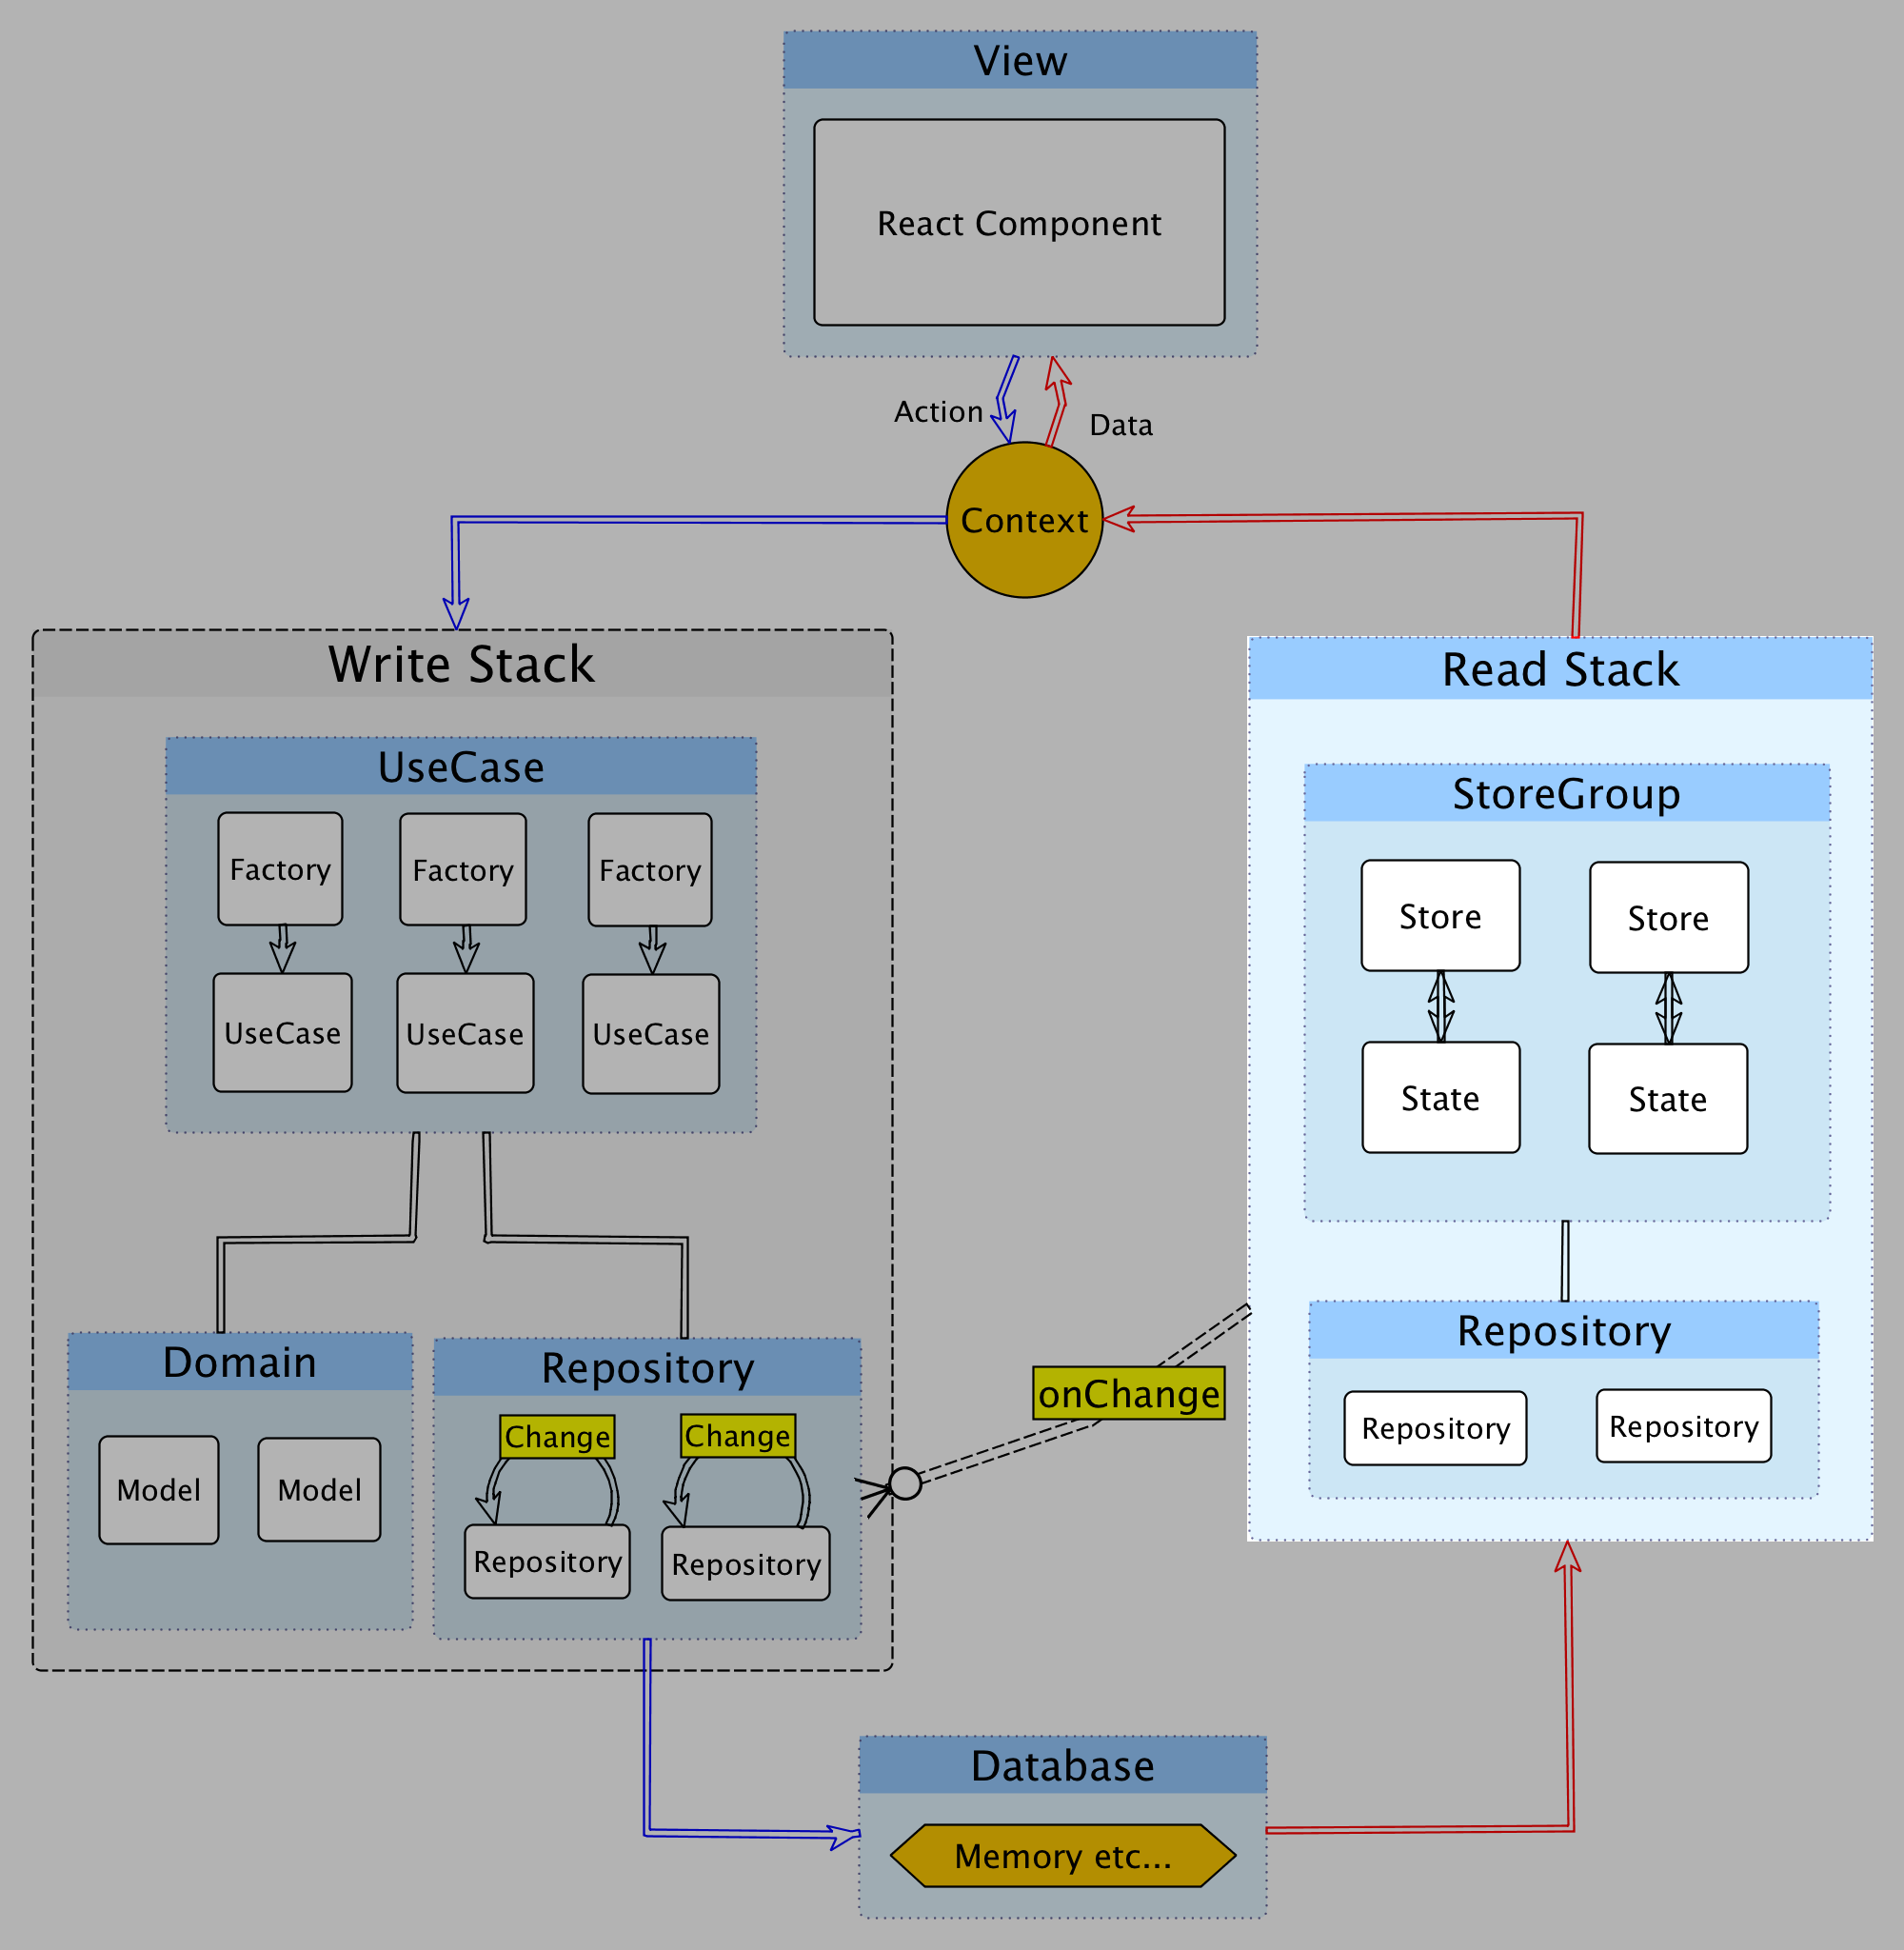 View
React Component
Action
Data
Context
Write Stack
UseCase
Factory
Factory
Factory
UseCase
UseCase
UseCase
Domain
Model
Model
Repository
Change
Change
Repository
Repository
onChange
Read Stack
StoreGroup
Store
Store
State
State
Repository
Repository
Repository
Database
Memory etc...